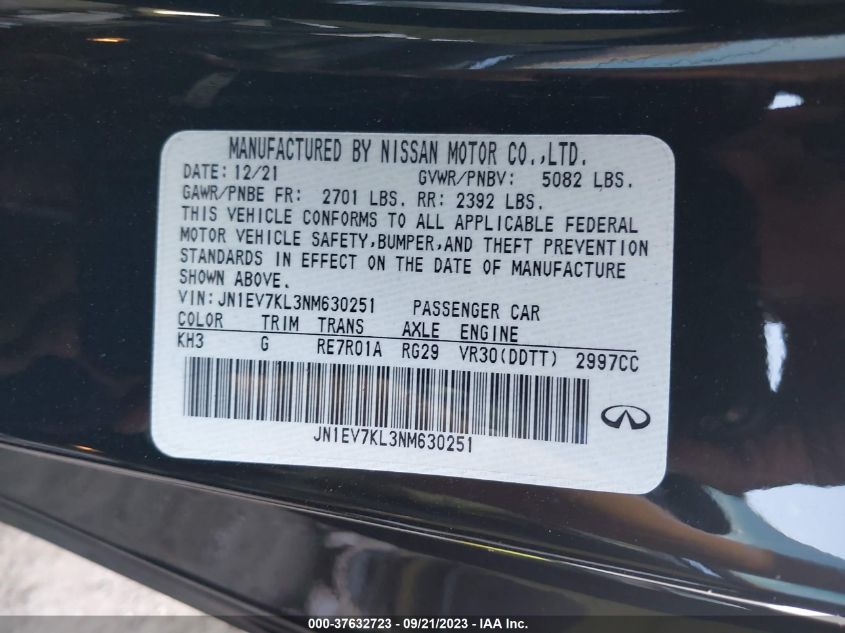 MANUFACTURED BY NISSAN MOTOR CO.,LTD.
DATE: 12/21 GVWR/PNBV: 5082 LBS.
GAWR/PNBE FR: 2701 LBS. RR: 2392 LBS.
THIS VEHICLE CONFORMS TO ALL APPLICABLE FEDERAL
MOTOR VEHICLE SAFETY,BUMPER,AND THEFT PREVENTION
STANDARDS IN EFFECT ON THE DATE OF MANUFACTURE
SHOWN ABOVE.
VIN:JN1EV7KL3NM630251 PASSENGER CAR
COLOR TRIM TRANS AXLE ENGINE
KH3 G RE7R01A RG29 VR30(DDTT) 2997CC
JN1EV7KL3NM630251
000-37632723 - 09/21/2023 - IAA Inc.